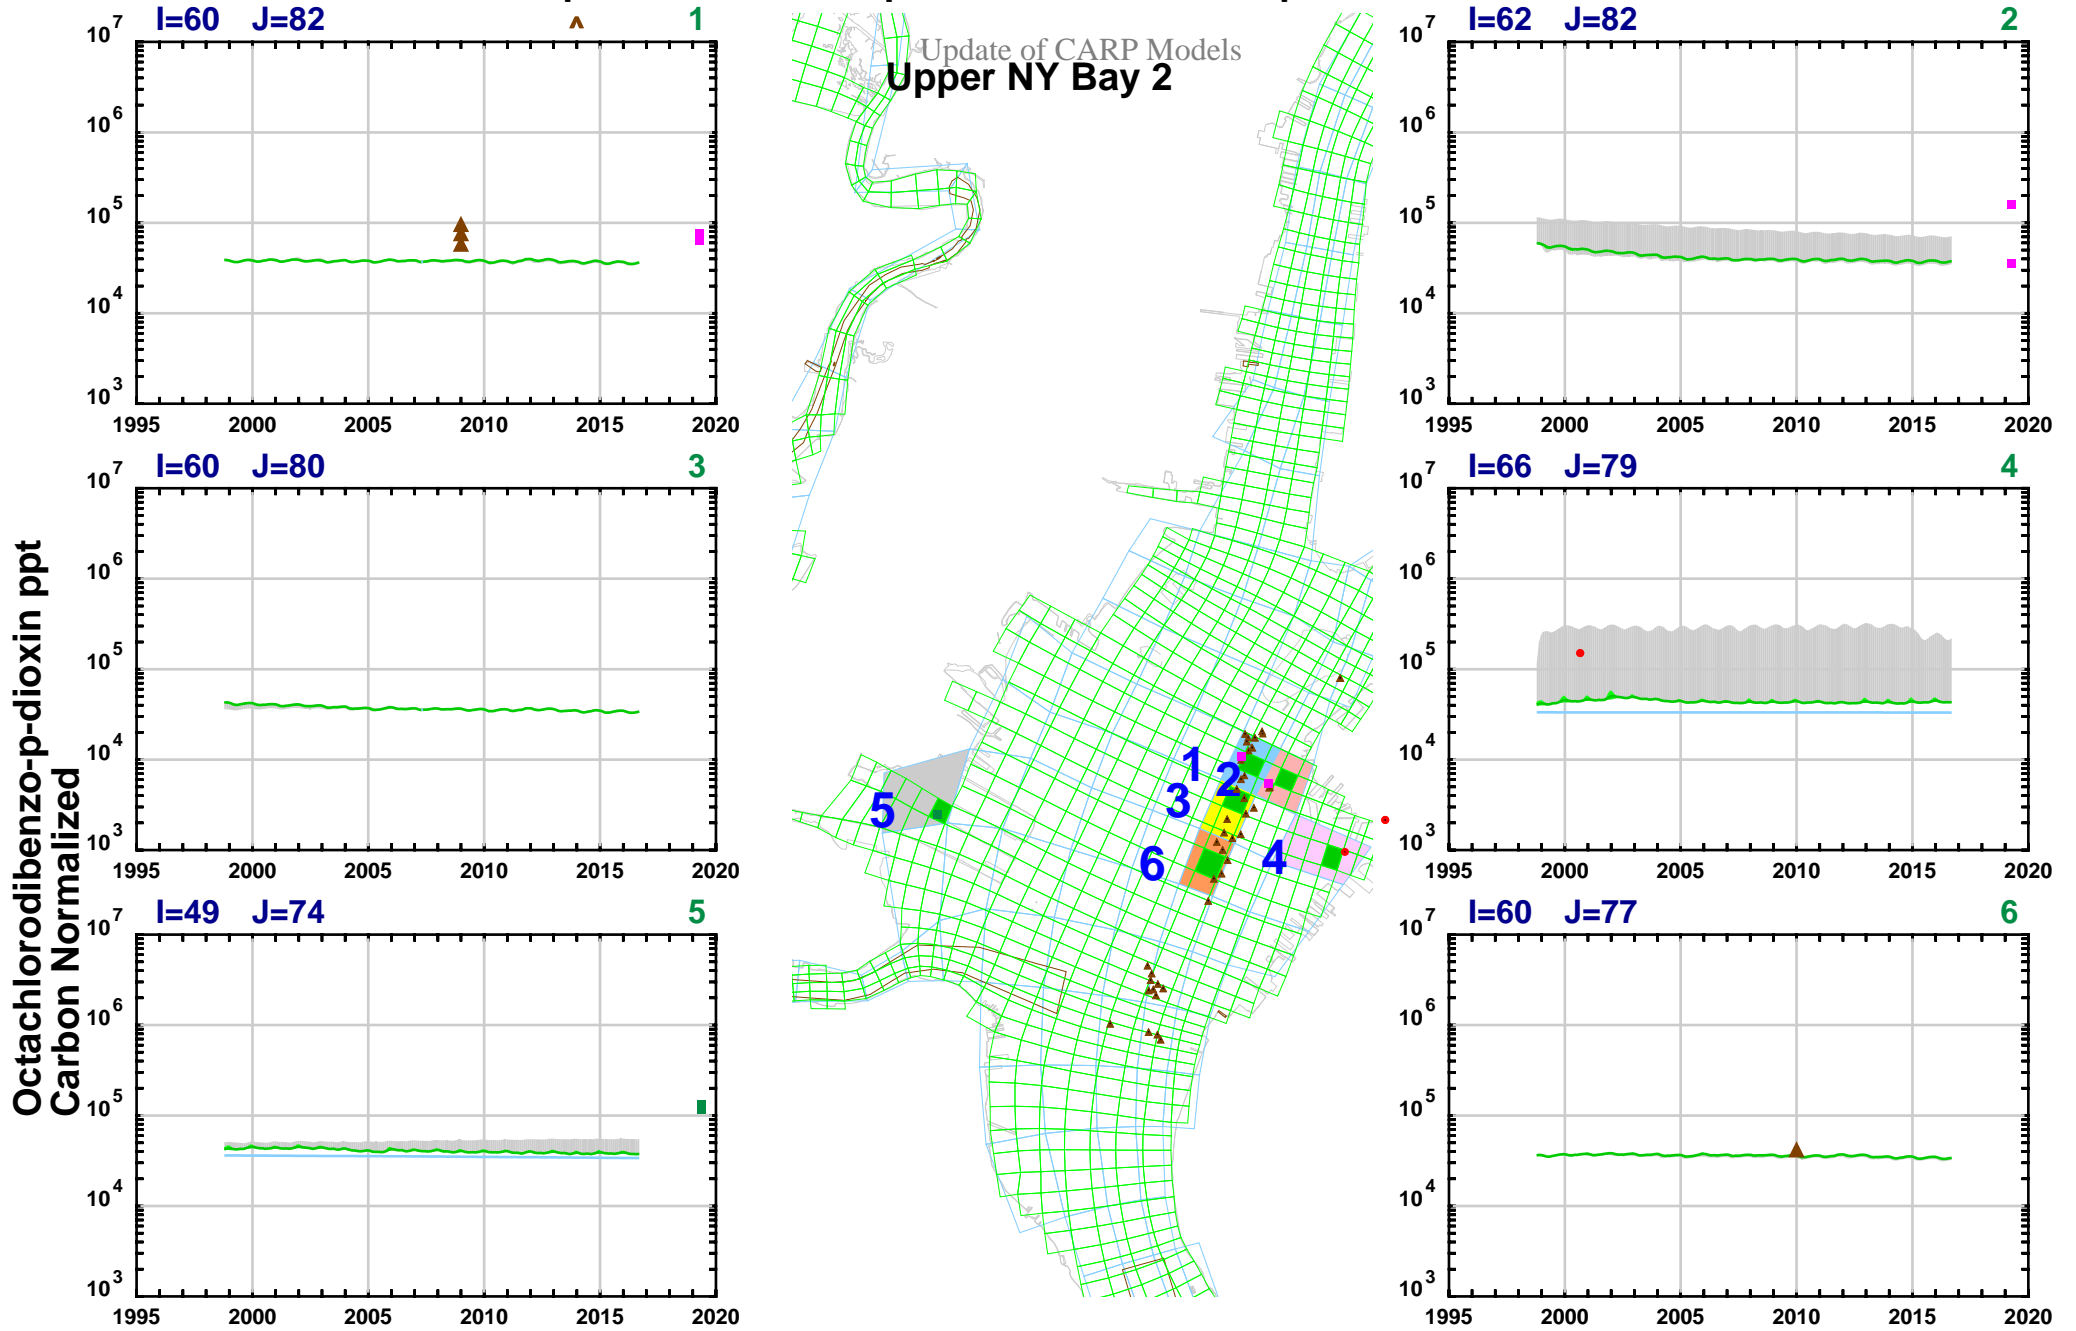 Update of CARP Models
Upper NY Bay 2
Octachlorodibenzo-p-dioxin ppt
Carbon Normalized
I=60 J=82 1
10^7
10^6
10^5
10^4
10^3
1995 2000 2005 2010 2015 2020
I=62 J=82 2
10^7
10^6
10^5
10^4
10^3
1995 2000 2005 2010 2015 2020
I=60 J=80 3
10^7
10^6
10^5
10^4
10^3
1995 2000 2005 2010 2015 2020
I=66 J=79 4
10^7
10^6
10^5
10^4
10^3
1995 2000 2005 2010 2015 2020
I=49 J=74 5
10^7
10^6
10^5
10^4
10^3
1995 2000 2005 2010 2015 2020
I=60 J=77 6
10^7
10^6
10^5
10^4
10^3
1995 2000 2005 2010 2015 2020
1
2
3
5
6
4